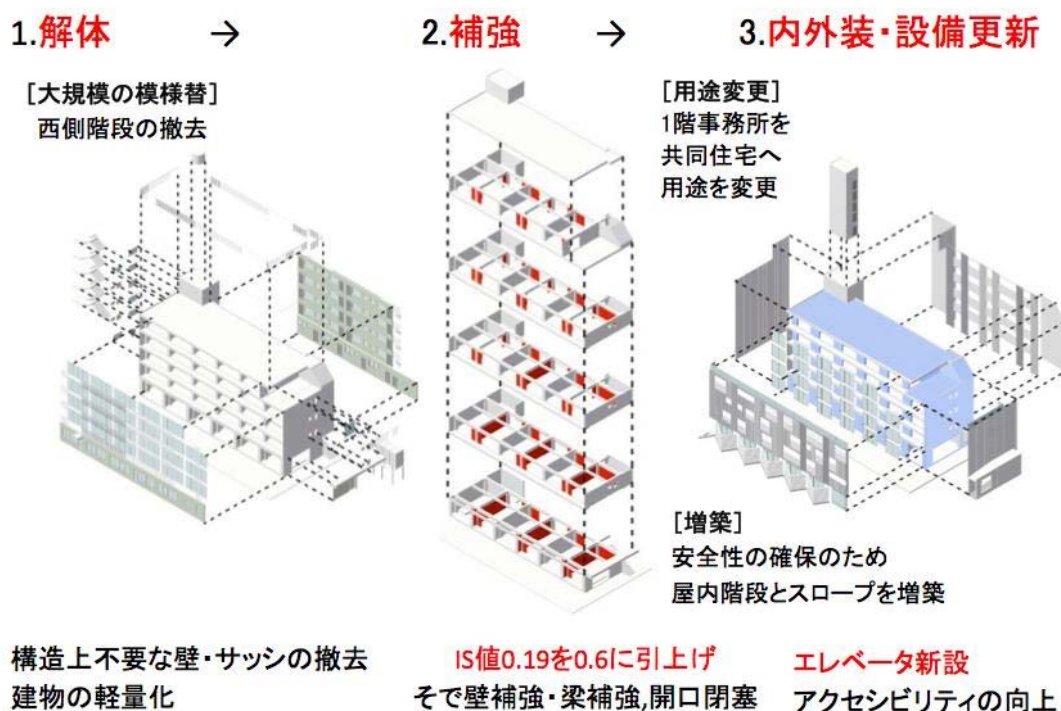 1.解体 → 2.補強 → 3.内外装・設備更新
[大規模の模様替]
西側階段の撤去
[用途変更]
1階事務所を
共同住宅へ
用途を変更
[増築]
安全性の確保のため
屋内階段とスロープを増築
構造上不要な壁・サッシの撤去
建物の軽量化
IS値0.19を0.6に引上げ
そで壁補強・梁補強,開口閉塞
エレベータ新設
アクセシビリティの向上